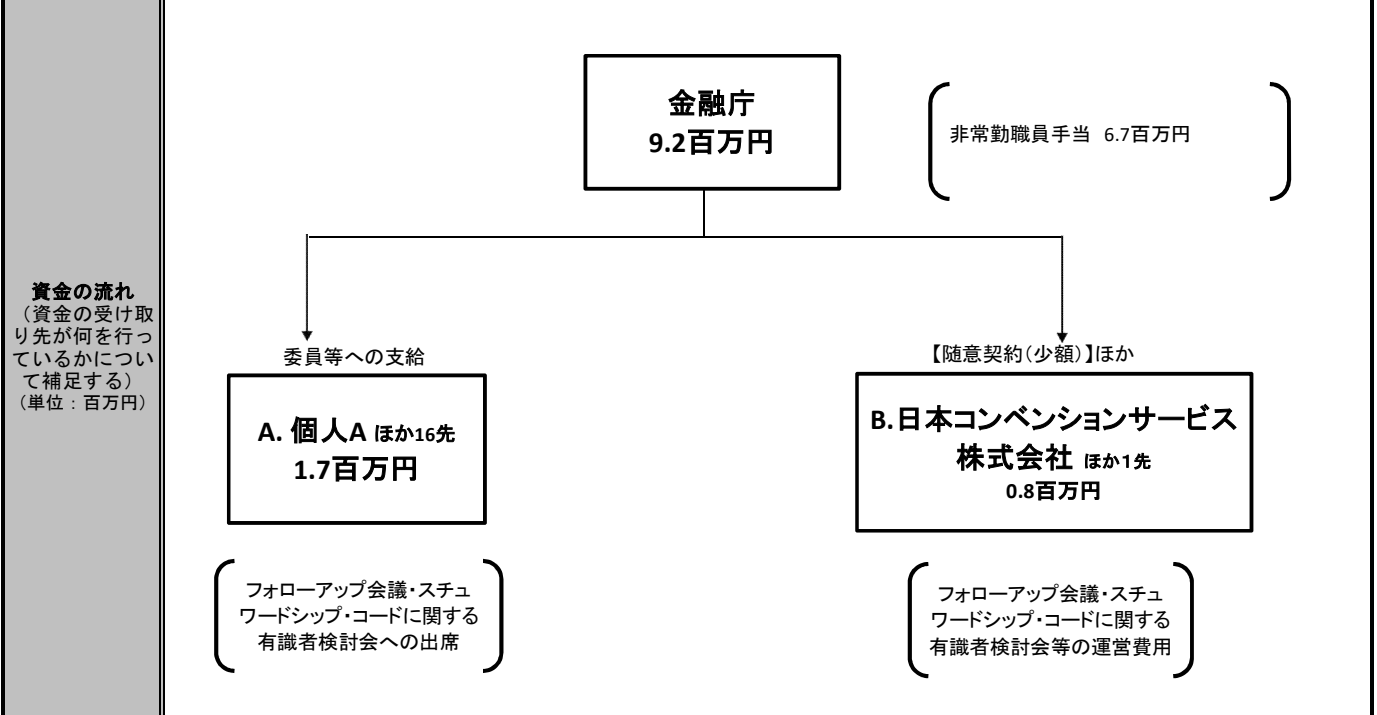 資金の流れ
（資金の受け取
り先が何を行っ
ているかについ
て補足する）
（単位：百万円）
金融庁
9.2百万円
非常勤職員手当 6.7百万円
委員等への支給
A. 個人A ほか16先
1.7百万円
フォローアップ会議・スチュ
ワードシップ・コードに関する
有識者検討会への出席
【随意契約（少額）】ほか
B.日本コンベンションサービス
株式会社 ほか１先
0.8百万円
フォローアップ会議・スチュ
ワードシップ・コードに関する
有識者検討会等の運営費用